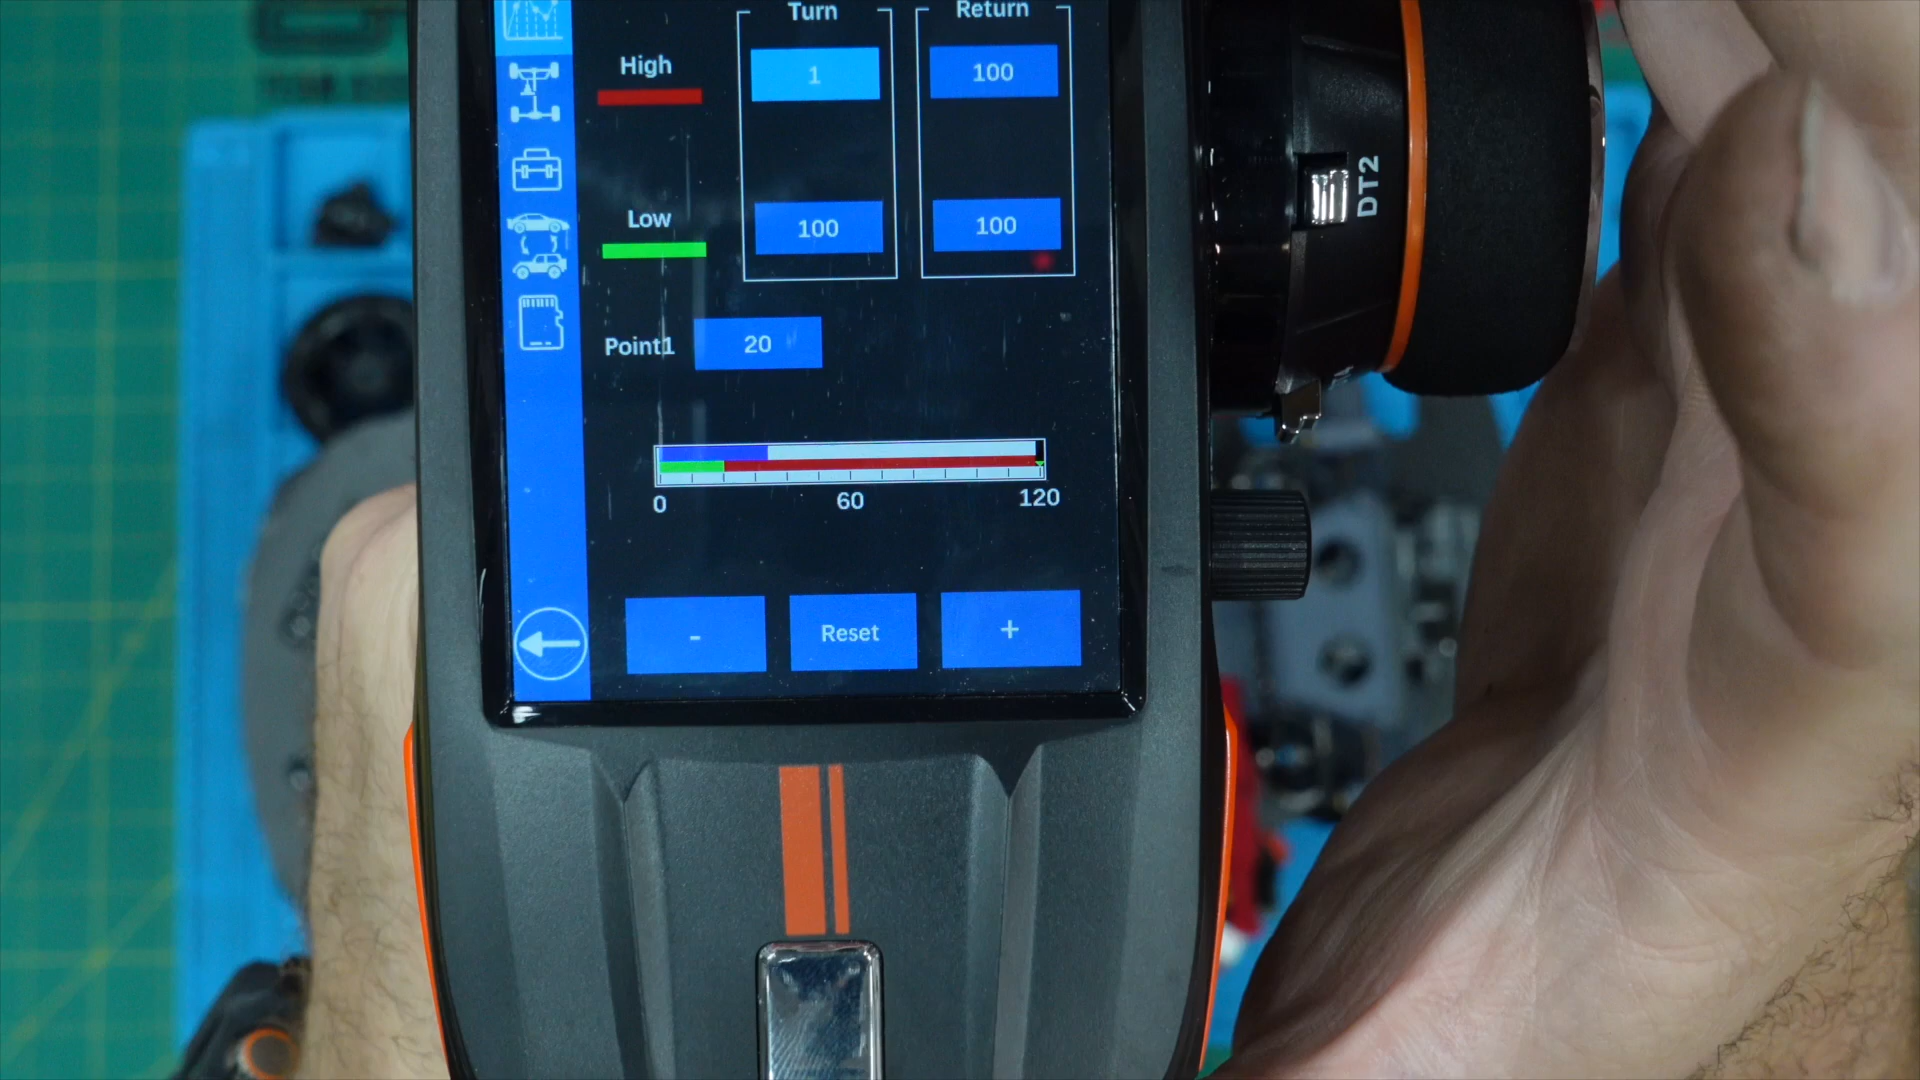 Turn Return
High 1 100
Low 100 100
Point1 20
0 60 120
- Reset +
DT2